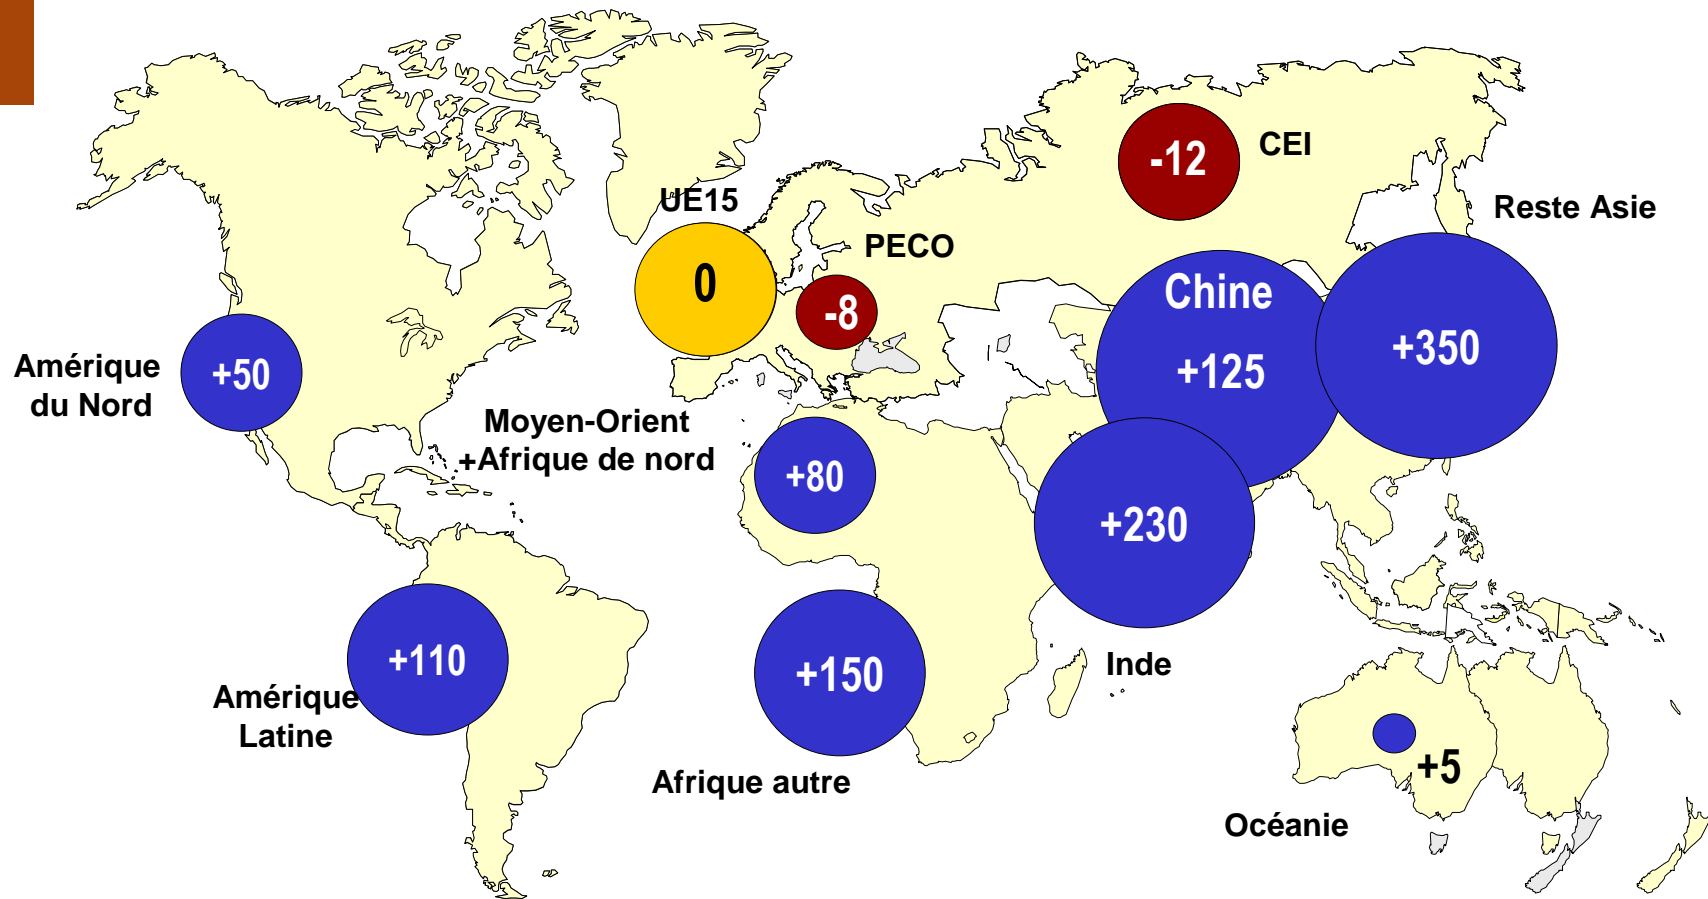 CEI
-12
Reste Asie
UE15
PECO
0
-8
Chine
+125
+350
Amérique
du Nord
+50
Moyen-Orient
+Afrique de nord
+80
+230
Inde
+110
Amérique
Latine
+150
Afrique autre
+5
Océanie